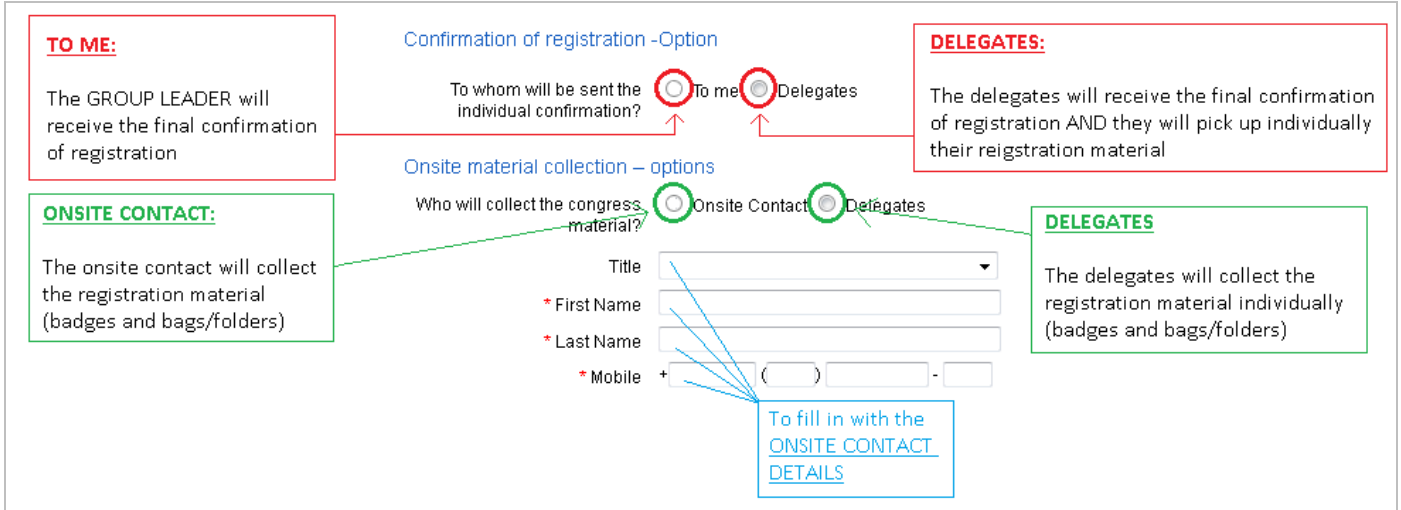 TO ME:
The GROUP LEADER will
receive the final confirmation
of registration
Confirmation of registration -Option
To whom will be sent the
individual confirmation?
To me
Delegates
DELEGATES:
The delegates will receive the final confirmation
of registration AND they will pick up individually
their reigstration material
Onsite material collection – options
Who will collect the congress
material?
Onsite Contact
Delegates
ONSITE CONTACT:
The onsite contact will collect
the registration material
(badges and bags/folders)
DELEGATES
The delegates will collect the
registration material individually
(badges and bags/folders)
Title
* First Name
* Last Name
* Mobile + ( ) -
To fill in with the
ONSITE CONTACT
DETAILS